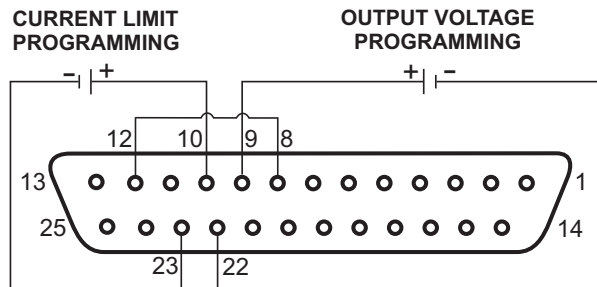 CURRENT LIMIT
PROGRAMMING
OUTPUT VOLTAGE
PROGRAMMING
– +
+ –
12 10 9 8
13 1
25 14
23 22